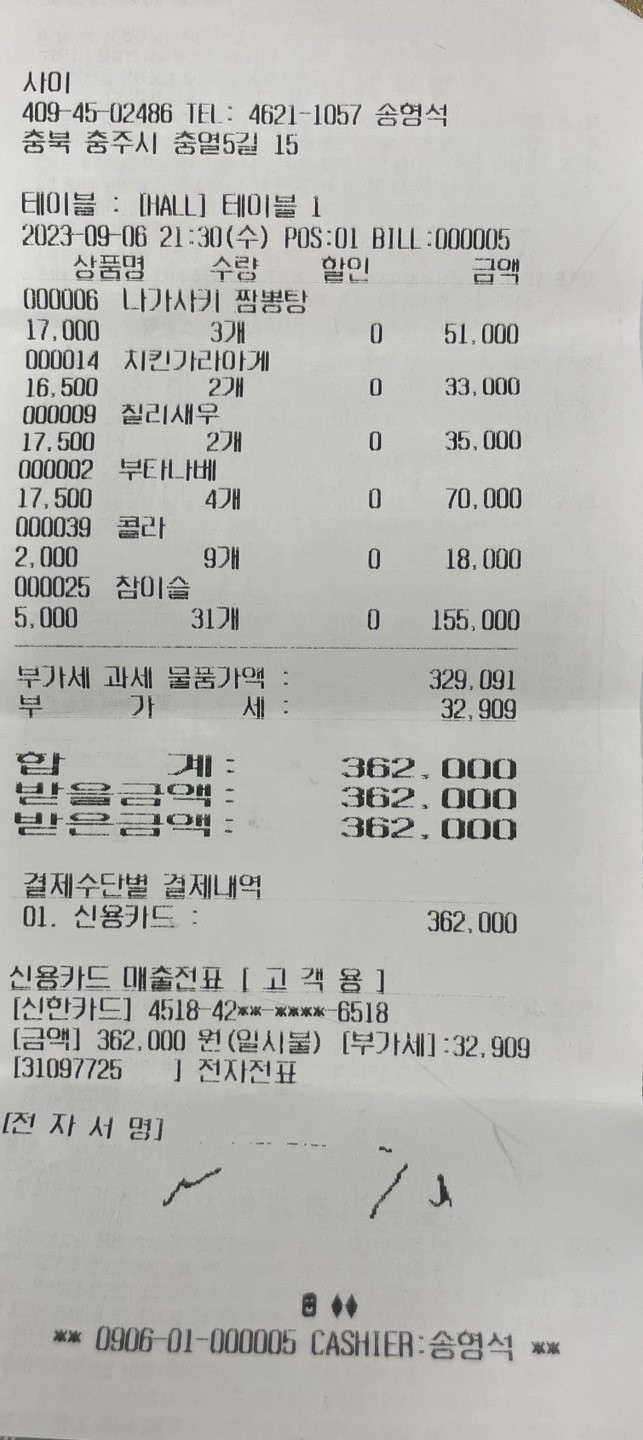 사이
409-45-02486 TEL: 4621-1057 송형석
충북 충주시 충열5길 15
테이블 : [HALL] 테이블 1
2023-09-06 21:30(수) POS:01 BILL:000005
상품명 수량 할인 금액
000006 나가사키 짬뽕탕
17,000 3개 0 51,000
000014 치킨가라아게
16,500 2개 0 33,000
000009 칠리새우
17,500 2개 0 35,000
000002 부타나베
17,500 4개 0 70,000
000039 콜라
2,000 9개 0 18,000
000025 참이슬
5,000 31개 0 155,000
부가세 과세 물품가액 : 329,091
부 가 세 : 32,909
합 계 : 362,000
받을금액 : 362,000
받은금액 : 362,000
결제수단별 결제내역
01. 신용카드 : 362,000
신용카드 매출전표 [ 고 객 용 ]
[신한카드] 4518-42**-****-6518
[금액] 362,000 원(일시불) [부가세]:32,909
[31097725 ] 전자전표
[전 자 서 명]
** 0906-01-000005 CASHIER:송형석 **